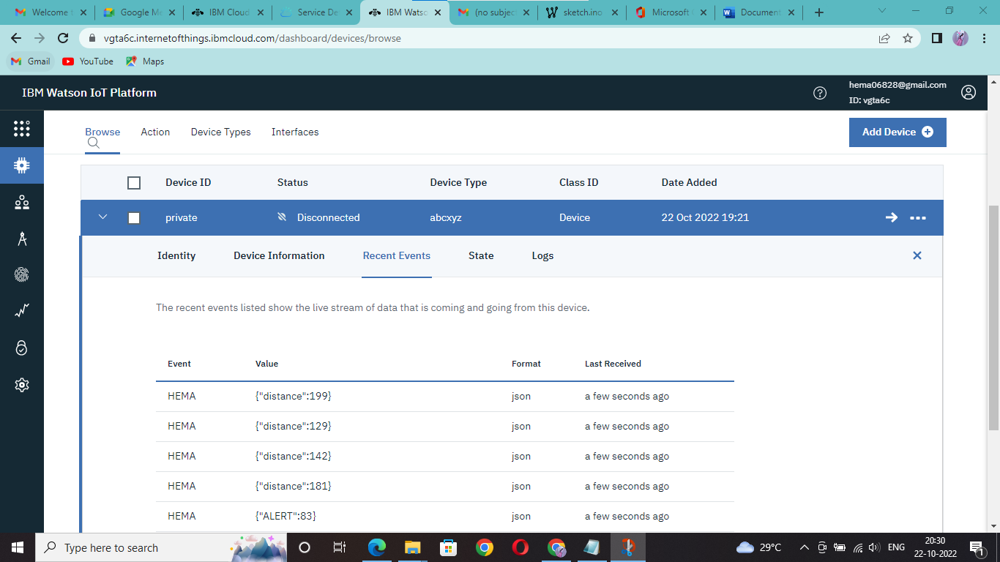 Welcome t
Google Me
IBM Cloud
Service De
IBM Watso
(no subjec
sketch.ino
Microsoft
Document
vgta6c.internetofthings.ibmcloud.com/dashboard/devices/browse
Gmail YouTube Maps
IBM Watson IoT Platform
hema06828@gmail.com
ID: vgta6c
Browse Action Device Types Interfaces
Add Device
Device ID Status Device Type Class ID Date Added
private Disconnected abcxyz Device 22 Oct 2022 19:21
Identity Device Information Recent Events State Logs
The recent events listed show the live stream of data that is coming and going from this device.
Event Value Format Last Received
HEMA {"distance":199} json a few seconds ago
HEMA {"distance":129} json a few seconds ago
HEMA {"distance":142} json a few seconds ago
HEMA {"distance":181} json a few seconds ago
HEMA {"ALERT":83} json a few seconds ago
Type here to search
29°C
ENG
20:30
22-10-2022
1